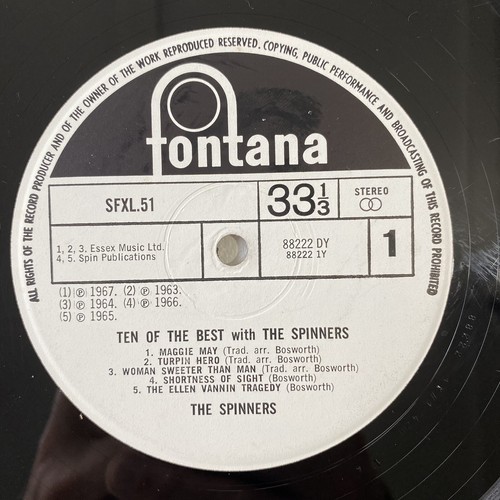 ALL RIGHTS OF THE RECORD PRODUCER AND OF THE OWNER OF THE WORK REPRODUCED RESERVED. COPYING, PUBLIC PERFORMANCE AND BROADCASTING OF THIS RECORD PROHIBITED
fontana
SFXL.51
33 1/3
STEREO
1, 2, 3. Essex Music Ltd.
4, 5. Spin Publications
88222 DY
88222 1Y
1
(1) ℗ 1967. (2) ℗ 1963.
(3) ℗ 1964. (4) ℗ 1966.
(5) ℗ 1965.
TEN OF THE BEST with THE SPINNERS
1. MAGGIE MAY (Trad. arr. Bosworth)
2. TURPIN HERO (Trad. arr. Bosworth)
3. WOMAN SWEETER THAN MAN (Trad. arr. Bosworth)
4. SHORTNESS OF SIGHT (Bosworth)
5. THE ELLEN VANNIN TRAGEDY (Bosworth)
THE SPINNERS